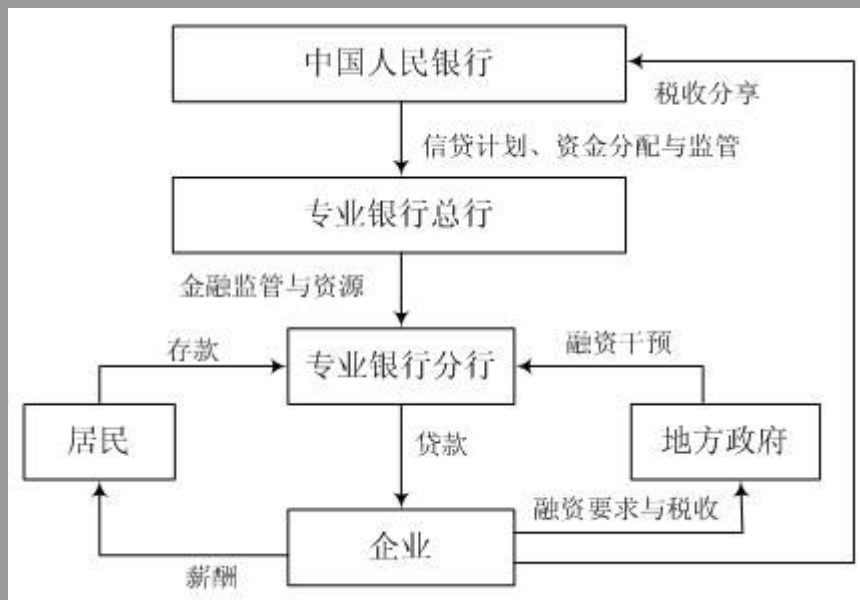 中国人民银行
税收分享
信贷计划、资金分配与监管
专业银行总行
金融监管与资源
存款
专业银行分行
融资干预
居民
贷款
地方政府
融资要求与税收
企业
薪酬